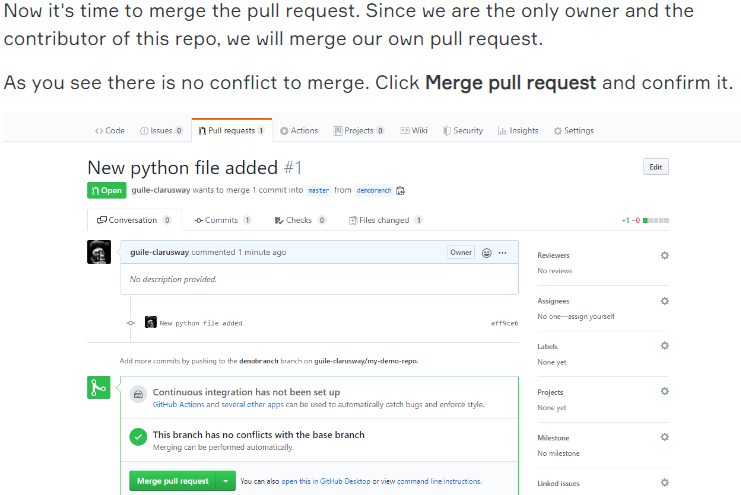 Now it's time to merge the pull request. Since we are the only owner and the
contributor of this repo, we will merge our own pull request.
As you see there is no conflict to merge. Click Merge pull request and confirm it.
Code Issues 0 Pull requests 1 Actions Projects 0 Wiki Security Insights Settings
New python file added #1
Edit
Open guile-clarusway wants to merge 1 commit into master from demobranch
Conversation 0 Commits 1 Checks 0 Files changed 1
+1 -0
guile-clarusway commented 1 minute ago
Owner
No description provided.
New python file added
aff9ce6
Add more commits by pushing to the demobranch branch on guile-clarusway/my-demo-repo.
Continuous integration has not been set up
GitHub Actions and several other apps can be used to automatically catch bugs and enforce style.
This branch has no conflicts with the base branch
Merging can be performed automatically.
Merge pull request
You can also open this in GitHub Desktop or view command line instructions.
Reviewers
No reviews
Assignees
No one—assign yourself
Labels
None yet
Projects
None yet
Milestone
No milestone
Linked issues